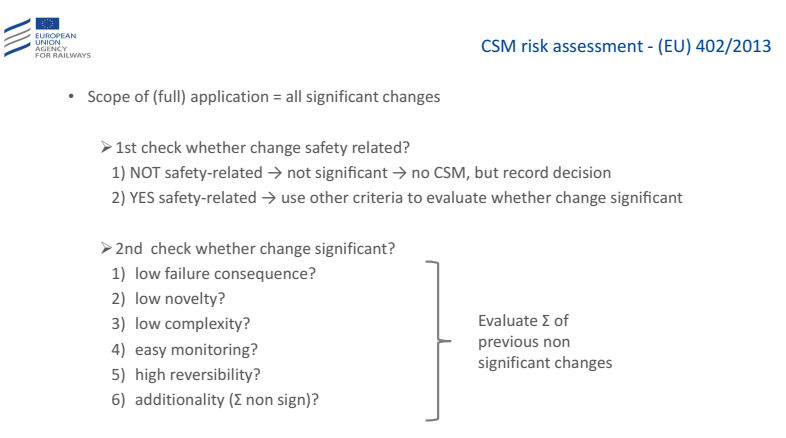 EUROPEAN
UNION
AGENCY
FOR RAILWAYS
CSM risk assessment - (EU) 402/2013
• Scope of (full) application = all significant changes
➢ 1st check whether change safety related?
1) NOT safety-related → not significant → no CSM, but record decision
2) YES safety-related → use other criteria to evaluate whether change significant
➢ 2nd  check whether change significant?
1) low failure consequence?
2) low novelty?
3) low complexity?
4) easy monitoring?
5) high reversibility?
6) additionality (Σ non sign)?
Evaluate Σ of
previous non
significant changes